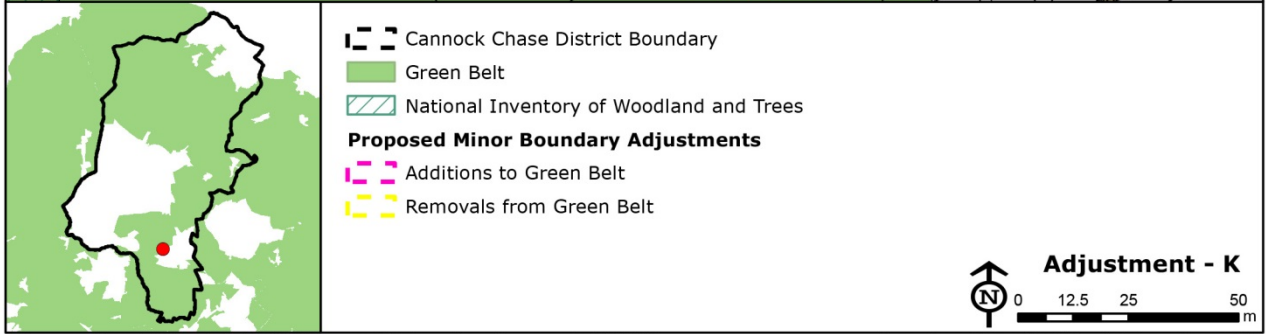 Cannock Chase District Boundary
Green Belt
National Inventory of Woodland and Trees
Proposed Minor Boundary Adjustments
Additions to Green Belt
Removals from Green Belt
Adjustment - K
N
0 12.5 25 50
m